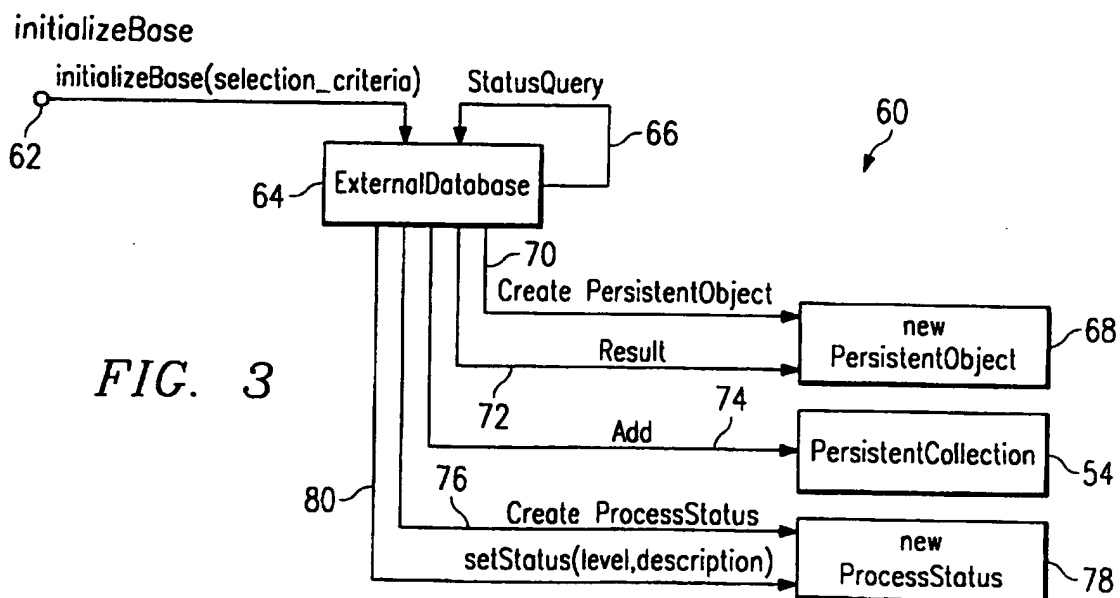 initializeBase
initializeBase(selection_criteria)
StatusQuery
60
62
66
64
ExternalDatabase
70
Create PersistentObject
new
PersistentObject
68
Result
FIG. 3
72
74
Add
PersistentCollection
54
76
80
Create ProcessStatus
new
ProcessStatus
setStatus(level,description)
78